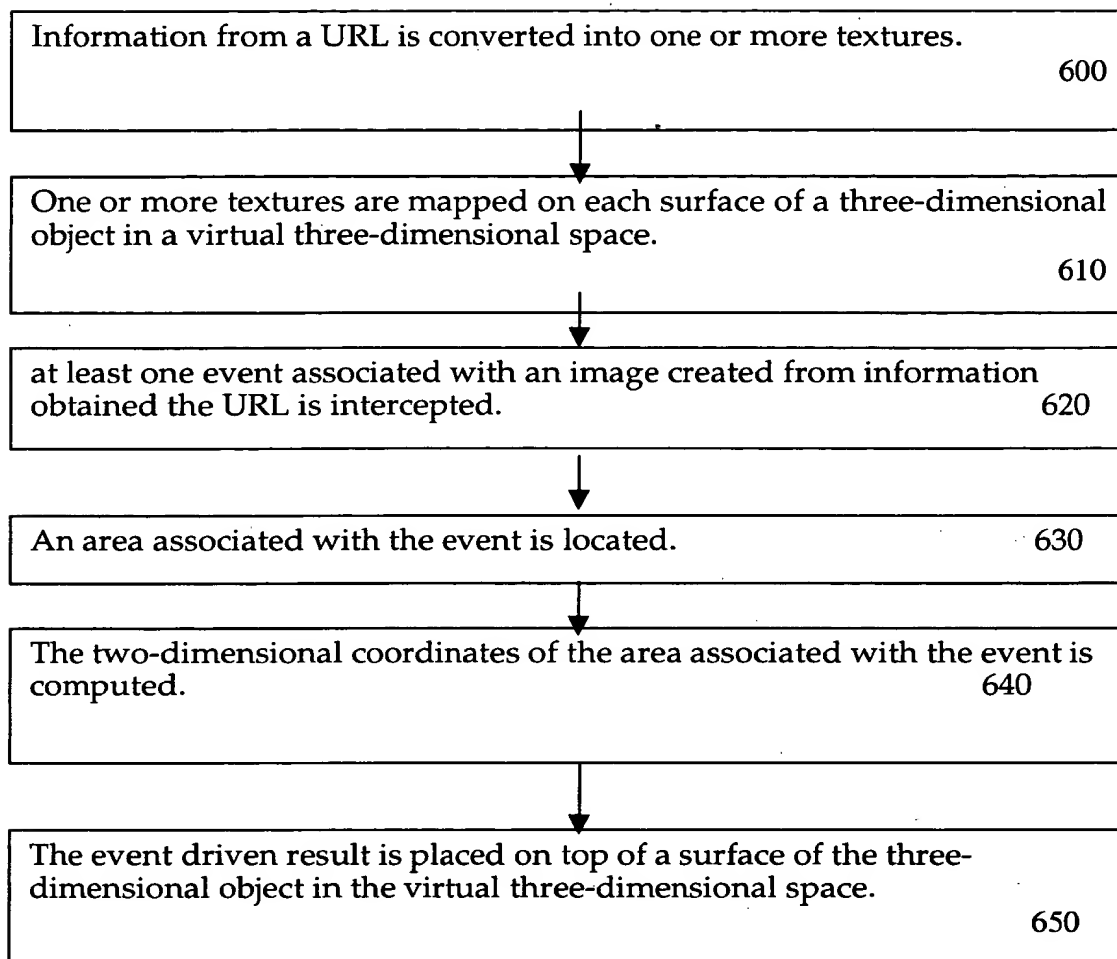 Information from a URL is converted into one or more textures.
600
One or more textures are mapped on each surface of a three-dimensional
object in a virtual three-dimensional space.
610
at least one event associated with an image created from information
obtained the URL is intercepted. 620
An area associated with the event is located. 630
The two-dimensional coordinates of the area associated with the event is
computed. 640
The event driven result is placed on top of a surface of the three-
dimensional object in the virtual three-dimensional space.
650